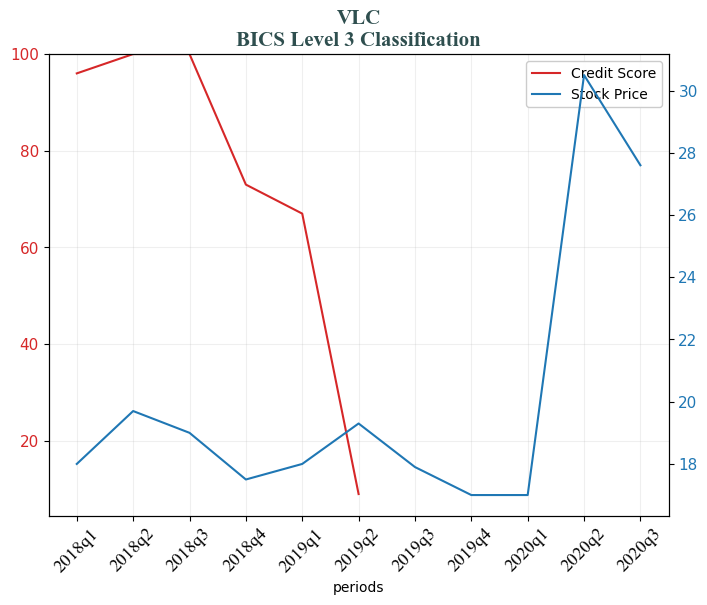 VLC
BICS Level 3 Classification
100
80
60
40
20
Credit Score
Stock Price
30
28
26
24
22
20
18
2018q1
2018q2
2018q3
2018q4
2019q1
2019q2
2019q3
2019q4
2020q1
2020q2
2020q3
periods